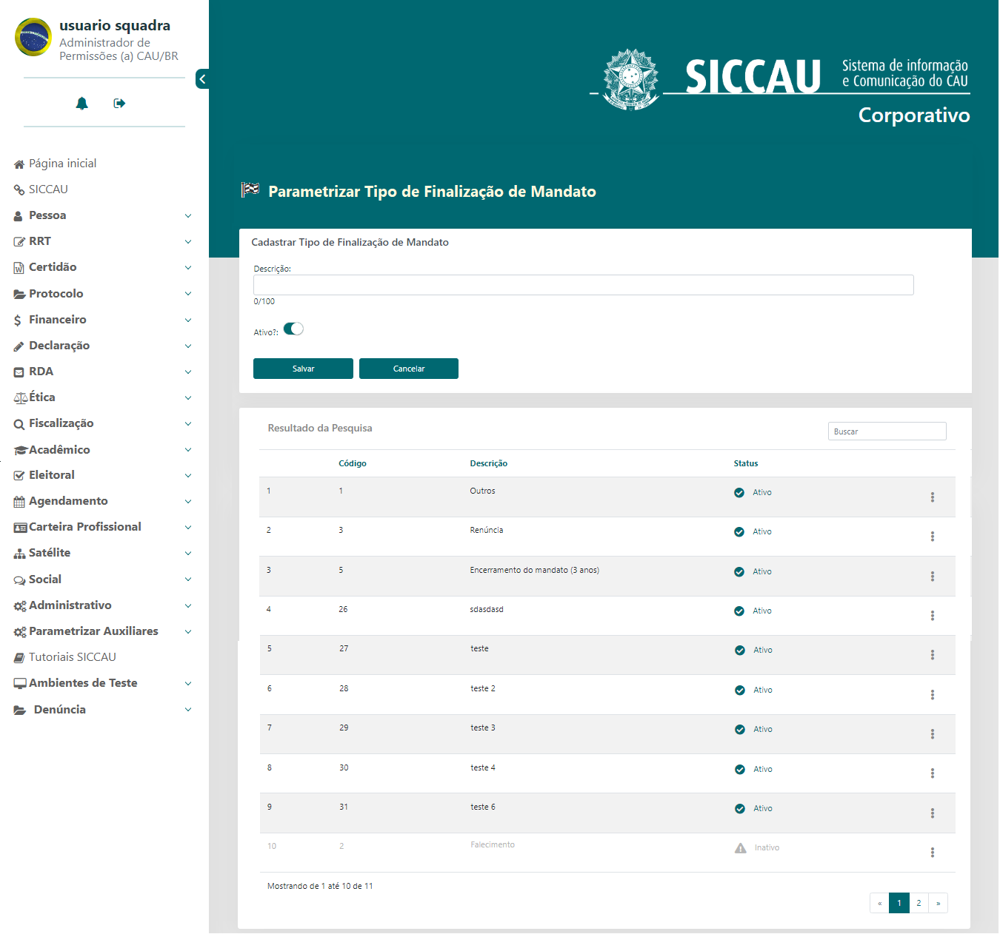 usuario squadra
Administrador de
Permissões (a) CAU/BR
Página inicial
SICCAU
Pessoa
RRT
Certidão
Protocolo
Financeiro
Declaração
RDA
Ética
Fiscalização
Acadêmico
Eleitoral
Agendamento
Carteira Profissional
Satélite
Social
Administrativo
Parametrizar Auxiliares
Tutoriais SICCAU
Ambientes de Teste
Denúncia
SICCAU
Sistema de informação
e Comunicação do CAU
Corporativo
Parametrizar Tipo de Finalização de Mandato
Cadastrar Tipo de Finalização de Mandato
Descrição:
0/100
Ativo?:
Salvar Cancelar
Resultado da Pesquisa Buscar
Código Descrição Status
1 1 Outros Ativo
2 3 Renúncia Ativo
3 5 Encerramento do mandato (3 anos) Ativo
4 26 sdasdasd Ativo
5 27 teste Ativo
6 28 teste 2 Ativo
7 29 teste 3 Ativo
8 30 teste 4 Ativo
9 31 teste 6 Ativo
10 2 Falecimento Inativo
Mostrando de 1 até 10 de 11
« 1 2 »